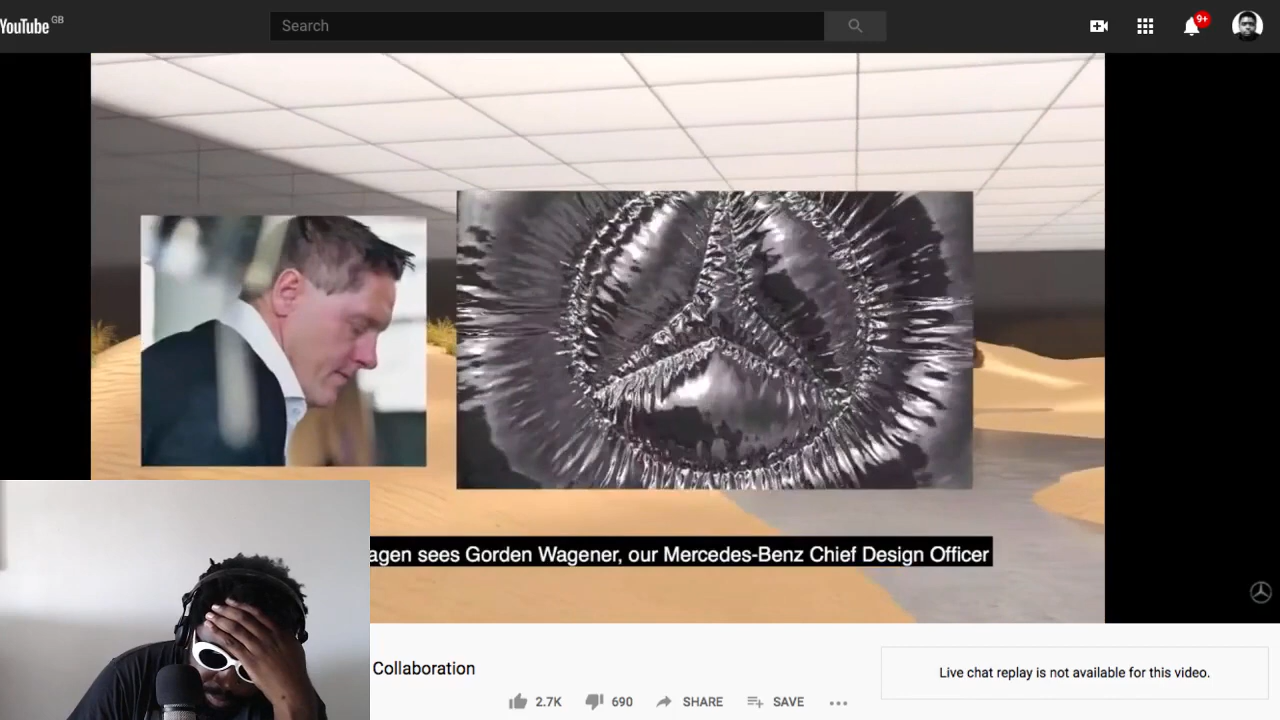 YouTube GB
Search
9+
agen sees Gorden Wagener, our Mercedes-Benz Chief Design Officer
Collaboration
Live chat replay is not available for this video.
2.7K
690
SHARE
SAVE